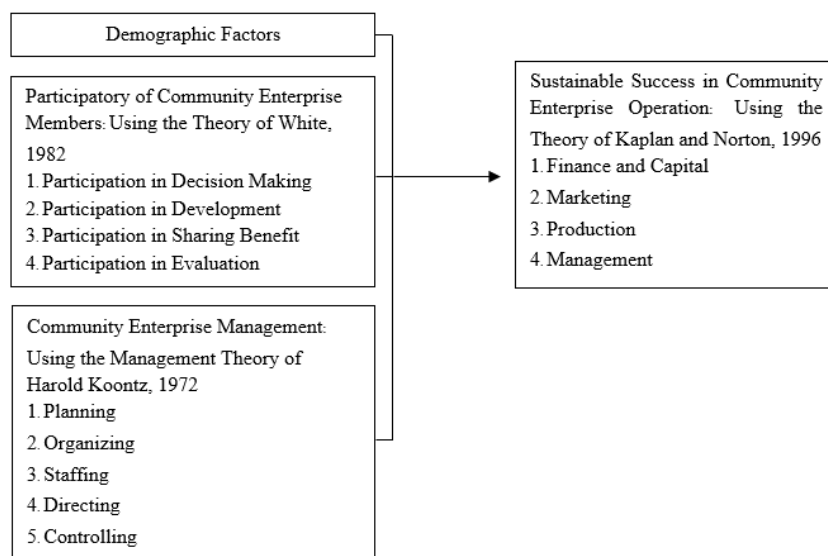 Demographic Factors
Participatory of Community Enterprise
Members: Using the Theory of White,
1982
1. Participation in Decision Making
2. Participation in Development
3. Participation in Sharing Benefit
4. Participation in Evaluation
Community Enterprise Management:
Using the Management Theory of
Harold Koontz, 1972
1. Planning
2. Organizing
3. Staffing
4. Directing
5. Controlling
Sustainable Success in Community
Enterprise Operation: Using the
Theory of Kaplan and Norton, 1996
1. Finance and Capital
2. Marketing
3. Production
4. Management